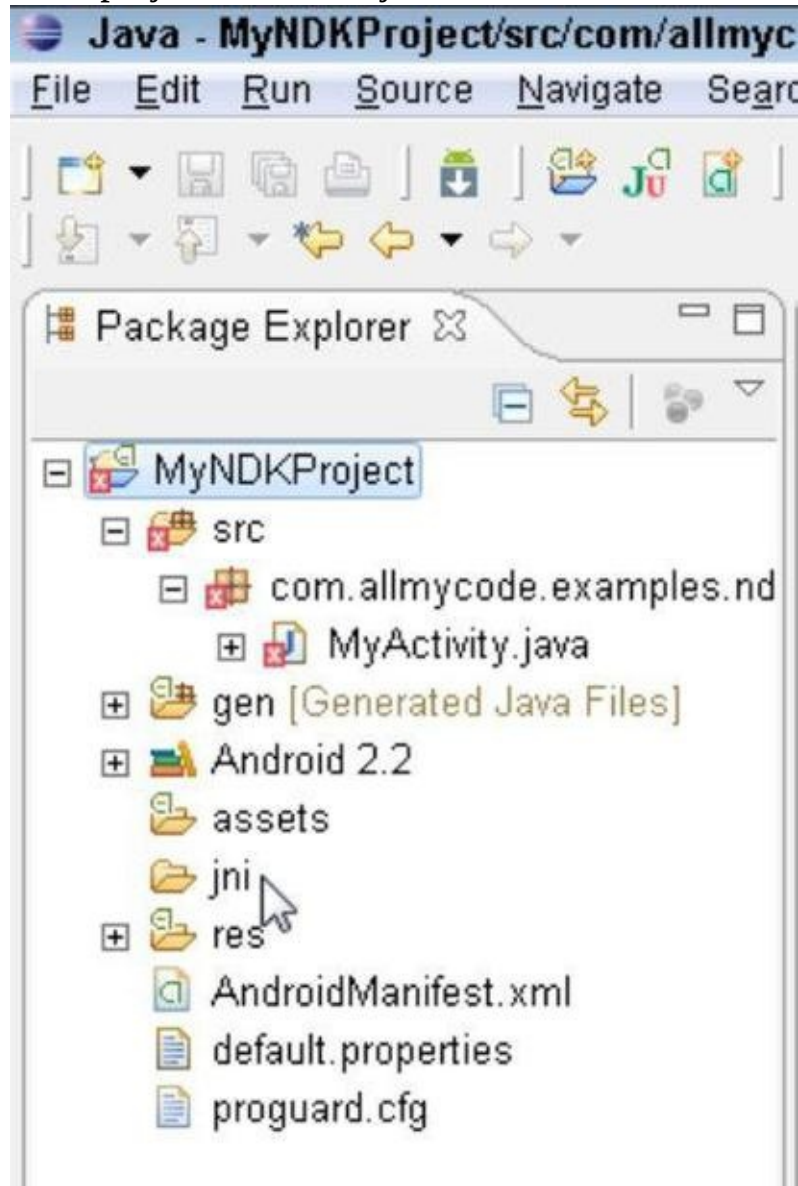 Java - MyNDKProject/src/com/allmyc
File Edit Run Source Navigate Searc
Package Explorer
MyNDKProject
src
com.allmycode.examples.nd
MyActivity.java
gen [Generated Java Files]
Android 2.2
assets
jni
res
AndroidManifest.xml
default.properties
proguard.cfg